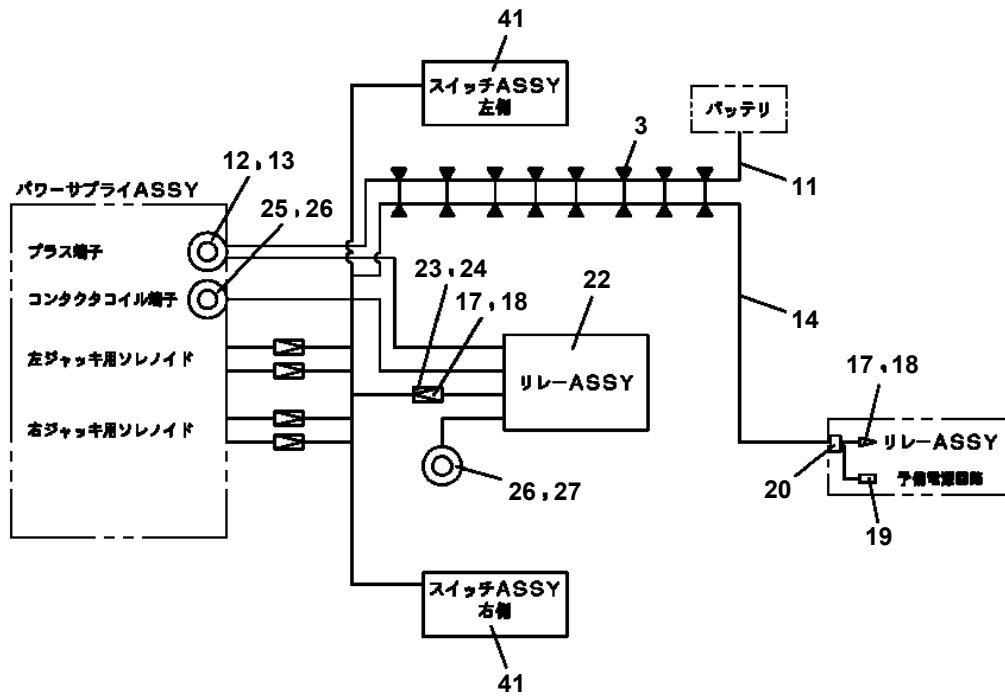 41
スイッチASSY
左側
バッテリ
3
11
12,13
パワーサプライASSY
25,26
プラス端子
23,24
コンタクタコイル端子
17,18
22
14
左ジャッキ用ソレノイド
リレーASSY
17,18
右ジャッキ用ソレノイド
リレーASSY
26,27
20
予備電源回路
19
スイッチASSY
右側
41